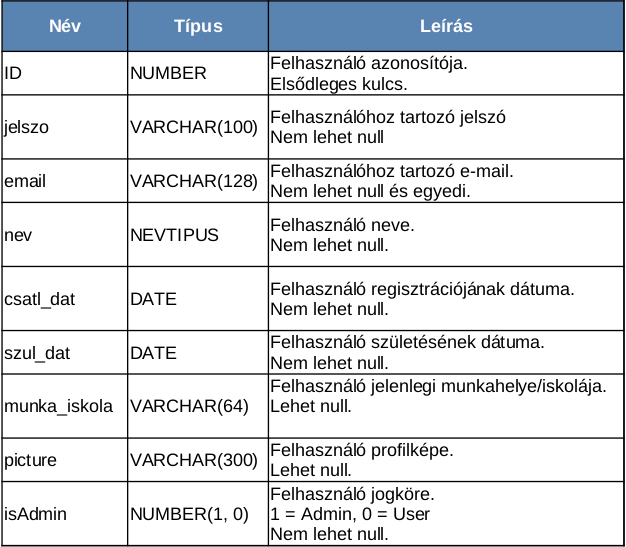 Név Típus Leírás
ID NUMBER Felhasználó azonosítója.
Elsődleges kulcs.
jelszo VARCHAR(100) Felhasználóhoz tartozó jelszó
Nem lehet null
email VARCHAR(128) Felhasználóhoz tartozó e-mail.
Nem lehet null és egyedi.
nev NEVTIPUS Felhasználó neve.
Nem lehet null.
csatl_dat DATE Felhasználó regisztrációjának dátuma.
Nem lehet null.
szul_dat DATE Felhasználó születésének dátuma.
Nem lehet null.
munka_iskola VARCHAR(64) Felhasználó jelenlegi munkahelye/iskolája.
Lehet null.
picture VARCHAR(300) Felhasználó profilképe.
Lehet null.
isAdmin NUMBER(1, 0) Felhasználó jogköre.
1 = Admin, 0 = User
Nem lehet null.